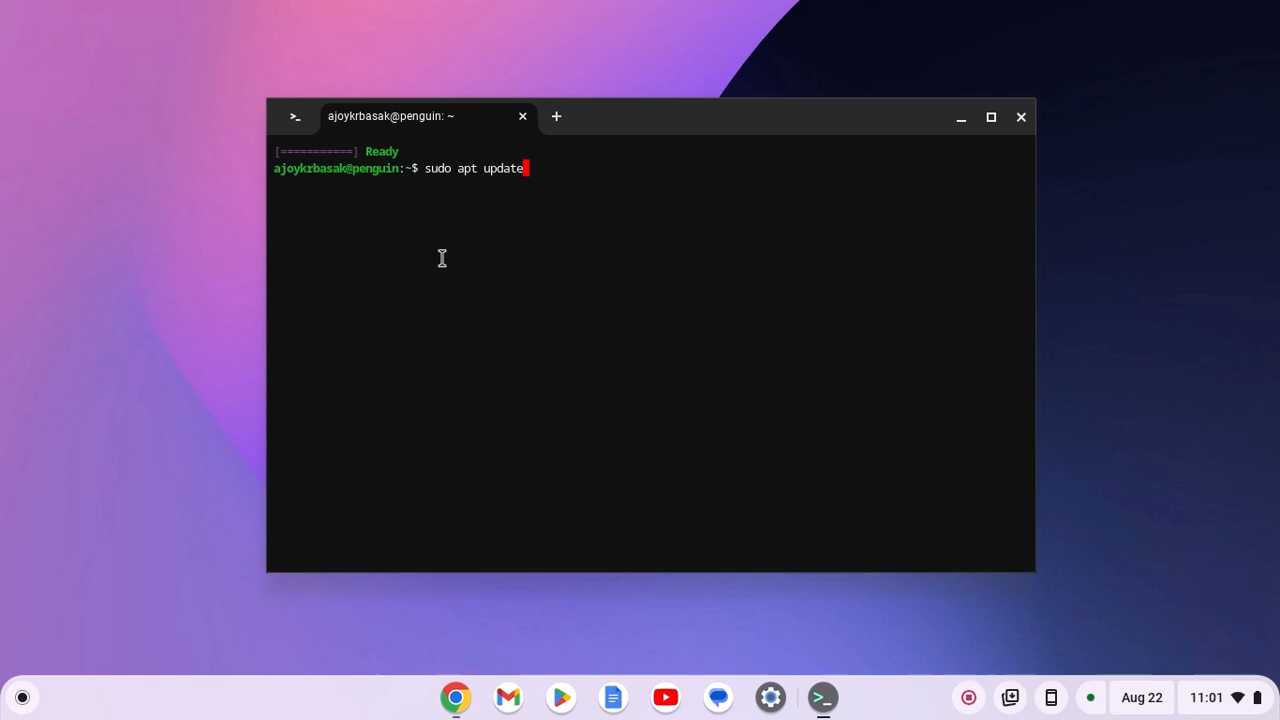 ajoykrbasak@penguin: ~
[===========] Ready
ajoykrbasak@penguin:~$ sudo apt update
Aug 22
11:01